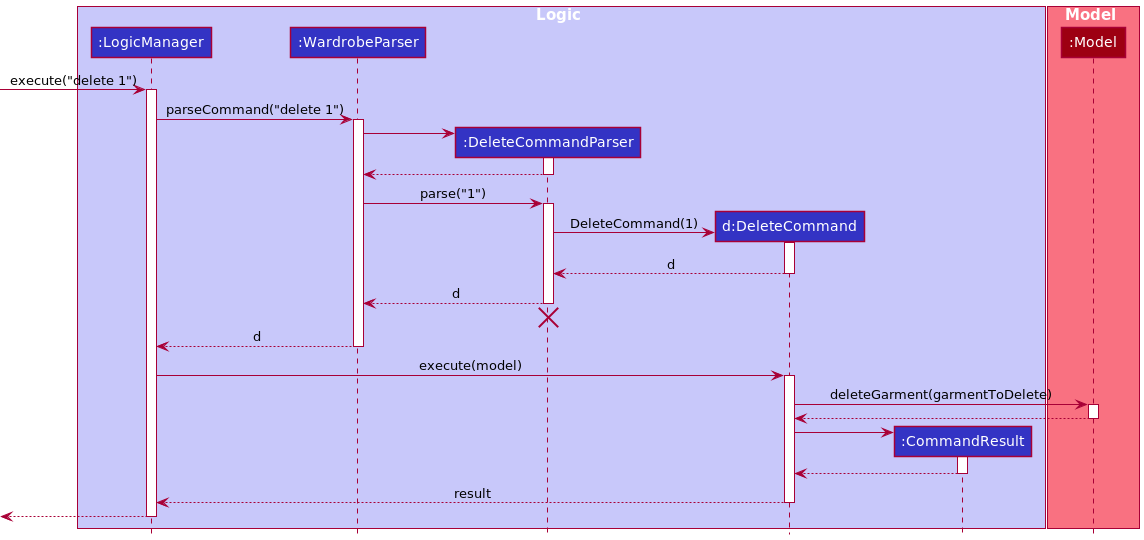 Logic
Model
:LogicManager
:WardrobeParser
:Model
execute("delete 1")
parseCommand("delete 1")
:DeleteCommandParser
parse("1")
DeleteCommand(1)
d:DeleteCommand
d
d
d
execute(model)
deleteGarment(garmentToDelete)
:CommandResult
result